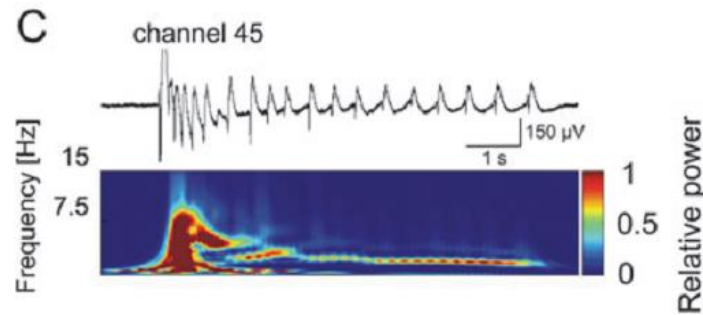 C
channel 45
150 µV
1 s
Frequency [Hz]
15
7.5
1
0.5
0
Relative power